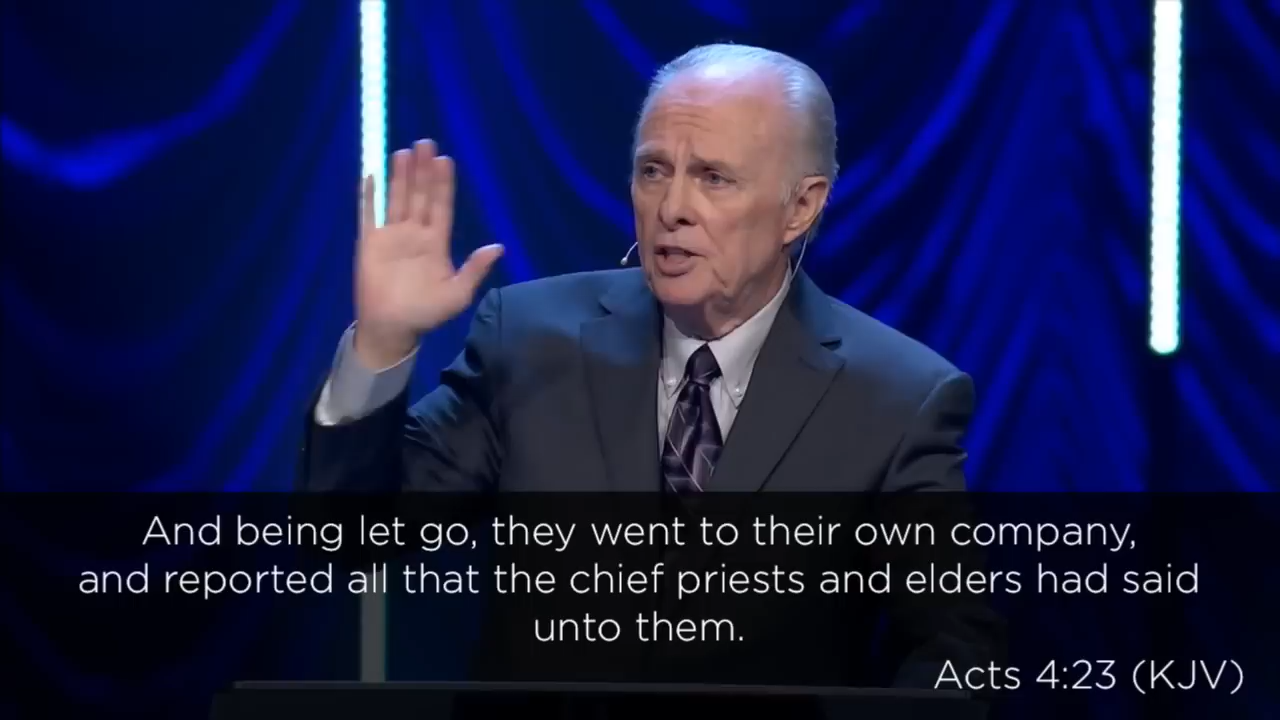 And being let go, they went to their own company,
and reported all that the chief priests and elders had said
unto them.
Acts 4:23 (KJV)